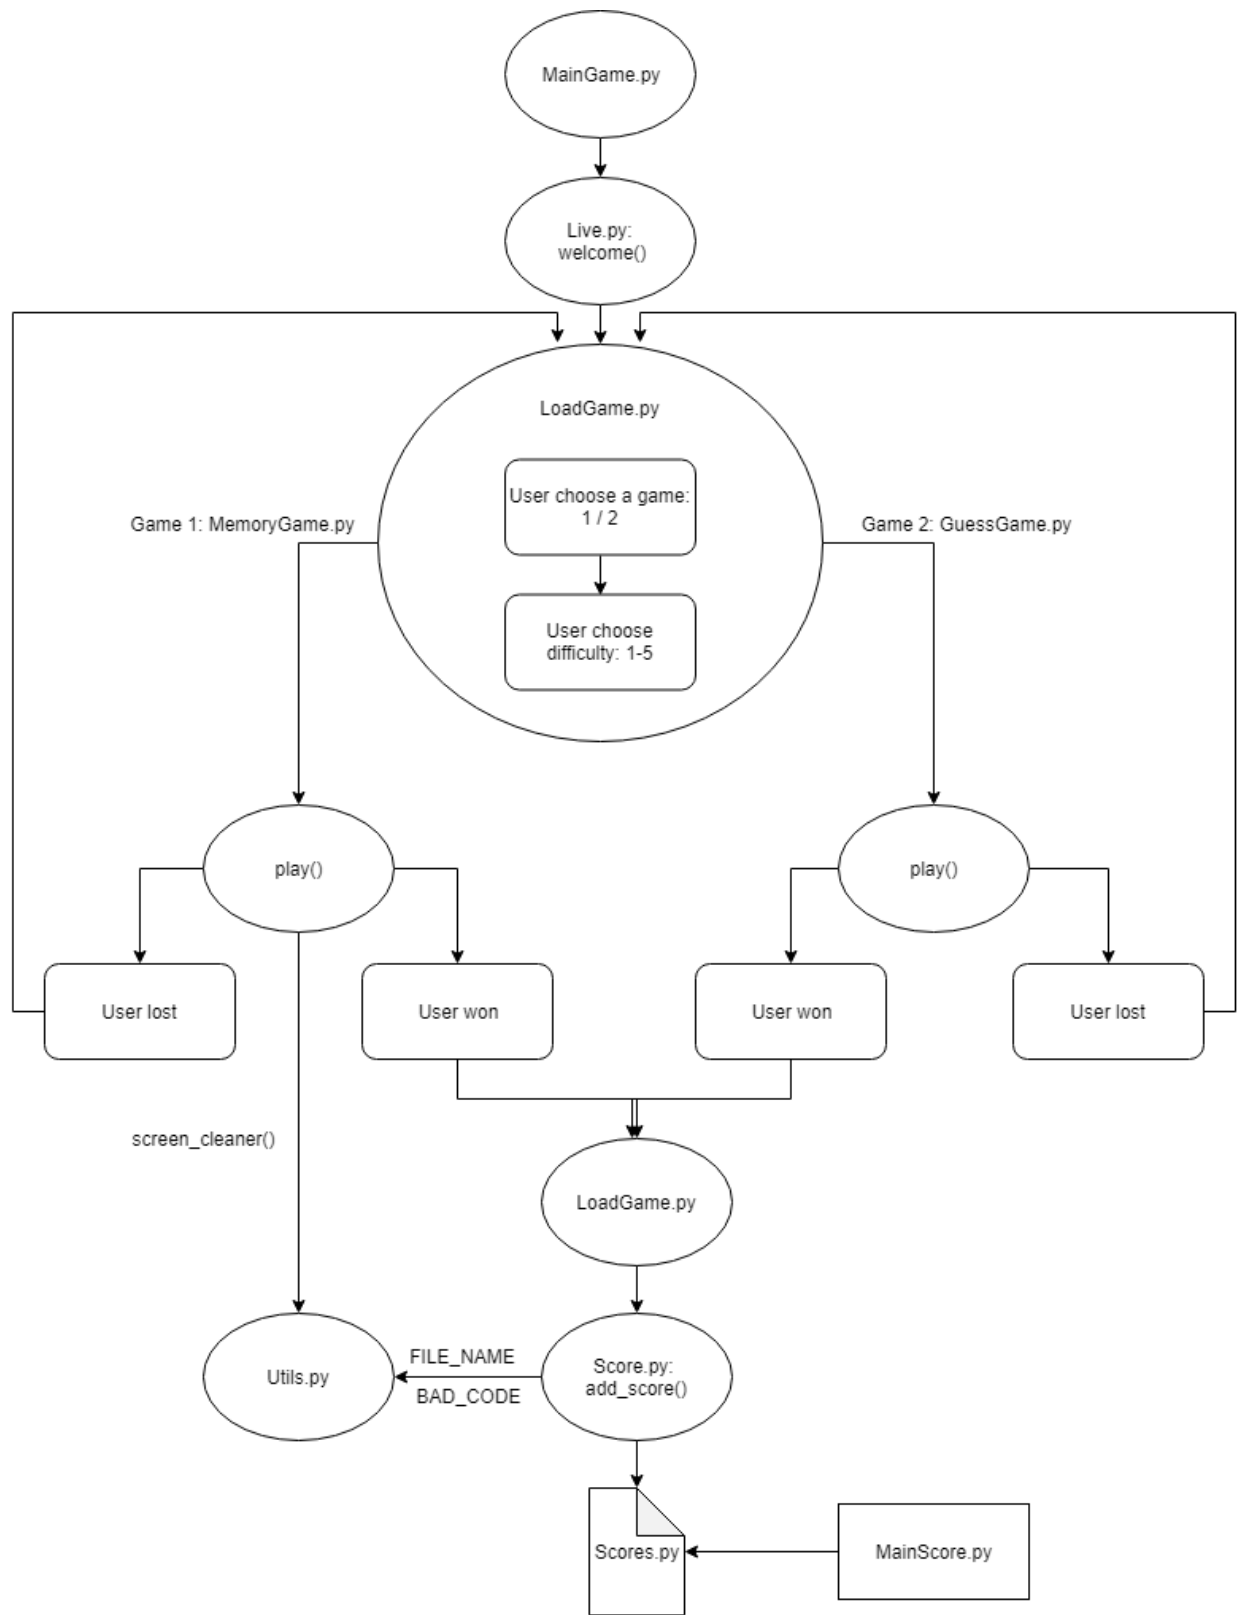 MainGame.py
Live.py:
welcome()
LoadGame.py
User choose a game:
1 / 2
Game 1: MemoryGame.py
Game 2: GuessGame.py
User choose
difficulty: 1-5
play()
play()
User lost
User won
User won
User lost
screen_cleaner()
LoadGame.py
Utils.py
FILE_NAME
BAD_CODE
Score.py:
add_score()
Scores.py
MainScore.py